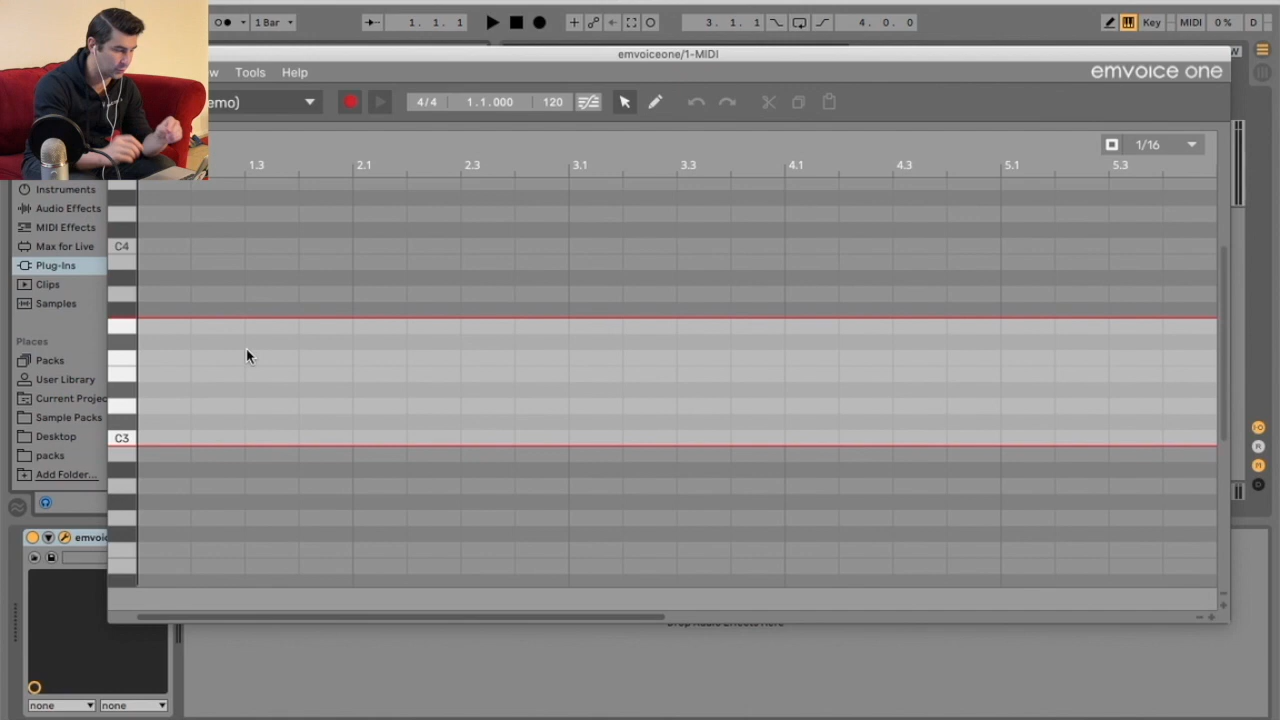 1 Bar
1. 1. 1
3. 1. 1
4. 0. 0
Key
MIDI
0 %
D
emvoiceone/1-MIDI
w Tools Help
emvoice one
emo)
4/4 1.1.000 120
1/16
1.3 2.1 2.3 3.1 3.3 4.1 4.3 5.1 5.3
Instruments
Audio Effects
MIDI Effects
Max for Live
Plug-Ins
Clips
Samples
Places
Packs
User Library
Current Projec
Sample Packs
Desktop
packs
Add Folder...
C4
C3
emvoic
Drop Audio Effects Here
none none